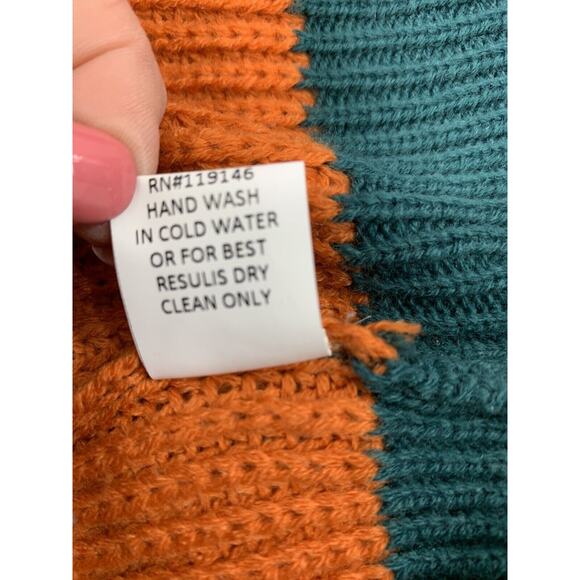 RN#119146
HAND WASH
IN COLD WATER
OR FOR BEST
RESULIS DRY
CLEAN ONLY